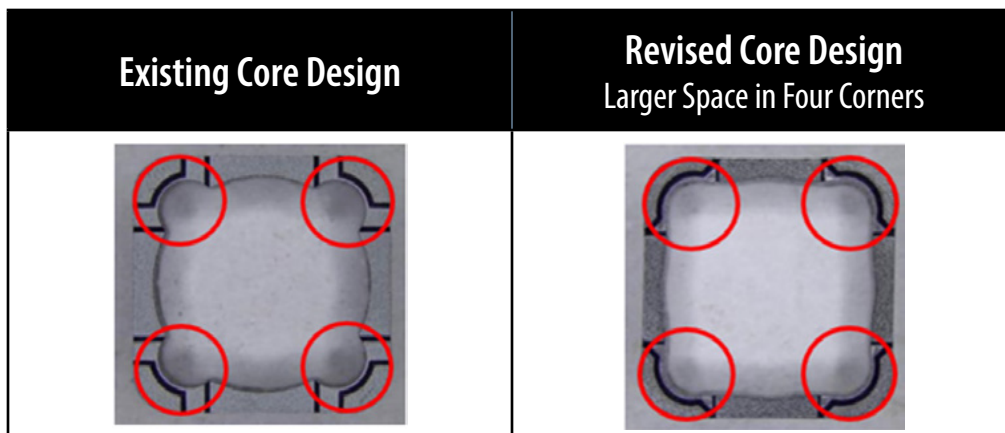 Existing Core Design
Revised Core Design
Larger Space in Four Corners